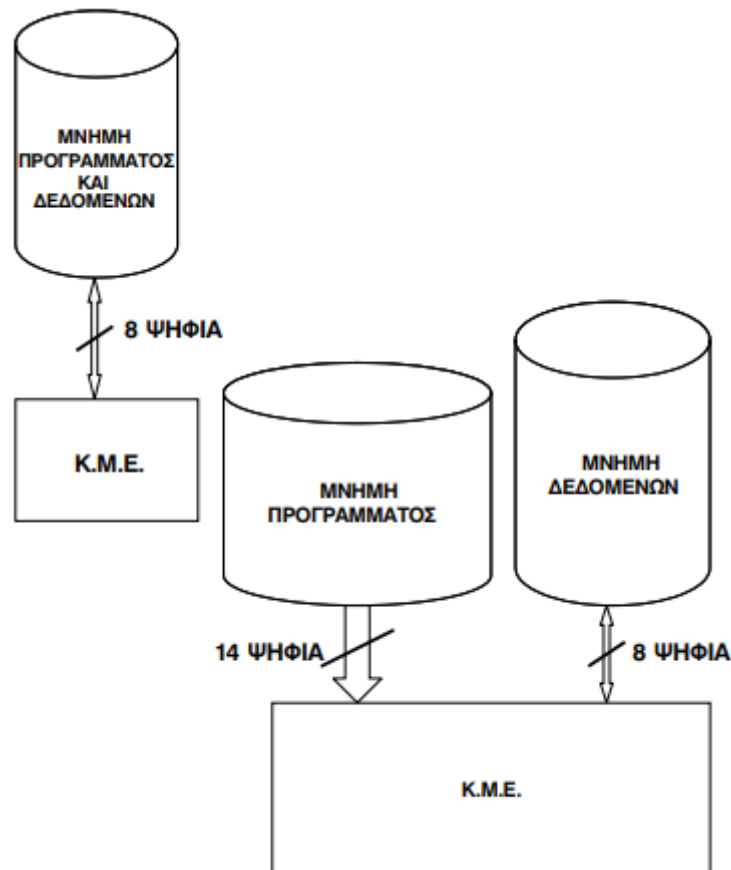 ΜΝΗΜΗ
ΠΡΟΓΡΑΜΜΑΤΟΣ
ΚΑΙ
ΔΕΔΟΜΕΝΩΝ
8 ΨΗΦΙΑ
Κ.Μ.Ε.
ΜΝΗΜΗ
ΠΡΟΓΡΑΜΜΑΤΟΣ
ΜΝΗΜΗ
ΔΕΔΟΜΕΝΩΝ
14 ΨΗΦΙΑ
8 ΨΗΦΙΑ
Κ.Μ.Ε.